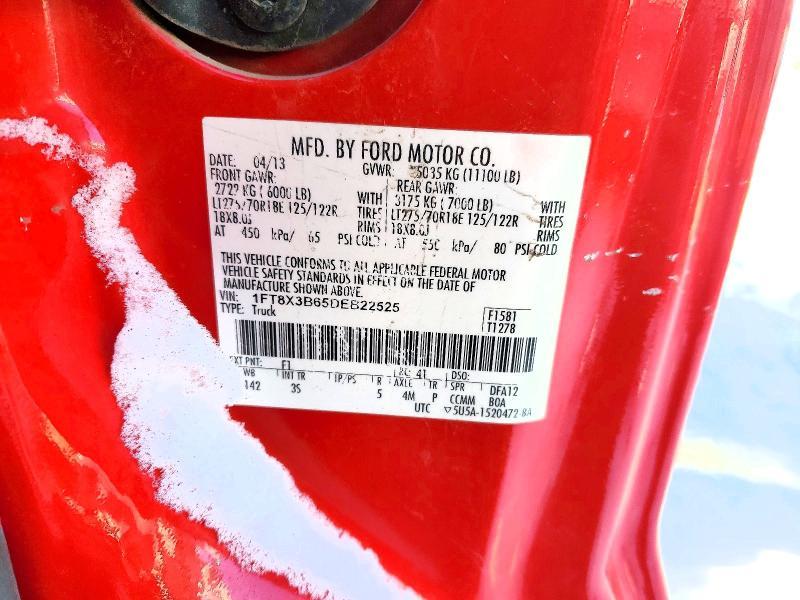 MFD. BY FORD MOTOR CO.
DATE: 04/13 GVWR: 5035 KG (11100 LB)
FRONT GAWR: REAR GAWR:
2722 KG (6000 LB) WITH 3175 KG (7000 LB) WITH
LT275/70R18E 125/122R TIRES LT275/70R18E 125/122R TIRES
18X8.0J RIMS 18X8.0J RIMS
AT 450 kPa/ 65 PSI COLD AT 550 kPa/ 80 PSI COLD
THIS VEHICLE CONFORMS TO ALL APPLICABLE FEDERAL MOTOR
VEHICLE SAFETY STANDARDS IN EFFECT ON THE DATE OF
MANUFACTURE SHOWN ABOVE.
VIN: 1FT8X3B65DEB22525 F1581
TYPE: Truck T1278
EXT PNT: F1 RC: 41 DSO:
WB INT TR TP/PS R AXLE TR SPR DFA12
142 3S 5 4M P CCMM BOA
UTC 5U5A-1520472-BA